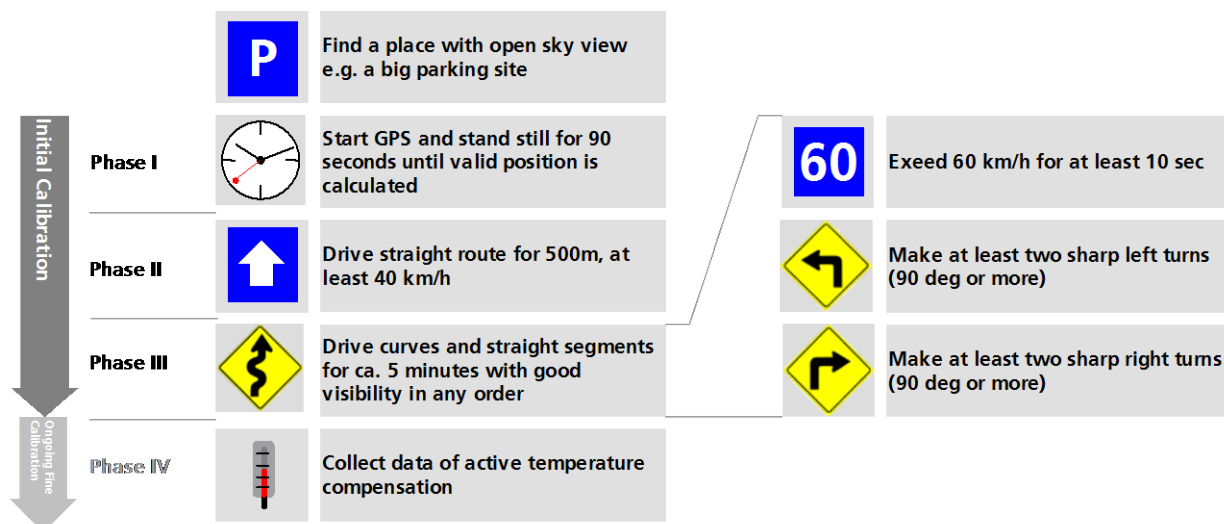 P
Find a place with open sky view
e.g. a big parking site
Initial Calibration
Phase I
Start GPS and stand still for 90
seconds until valid position is
calculated
Phase II
Drive straight route for 500m, at
least 40 km/h
Phase III
Drive curves and straight segments
for ca. 5 minutes with good
visibility in any order
60
Exeed 60 km/h for at least 10 sec
Make at least two sharp left turns
(90 deg or more)
Make at least two sharp right turns
(90 deg or more)
Ongoing Fine
Calibration
Phase IV
Collect data of active temperature
compensation